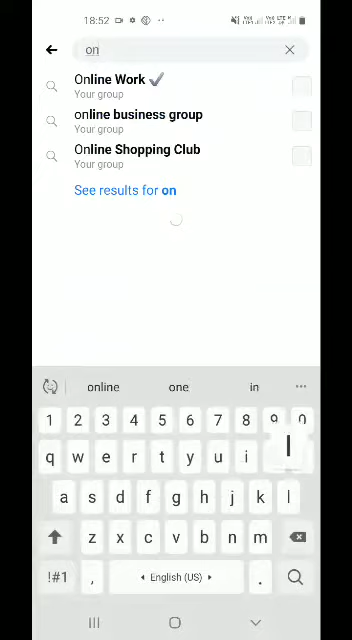 18:52
on
Online Work ✔
Your group
online business group
Your group
Online Shopping Club
Your group
See results for on
online one in
1 2 3 4 5 6 7 8 9 0
q w e r t y u i l
a s d f g h j k l
z x c v b n m
!#1 , English (US) .